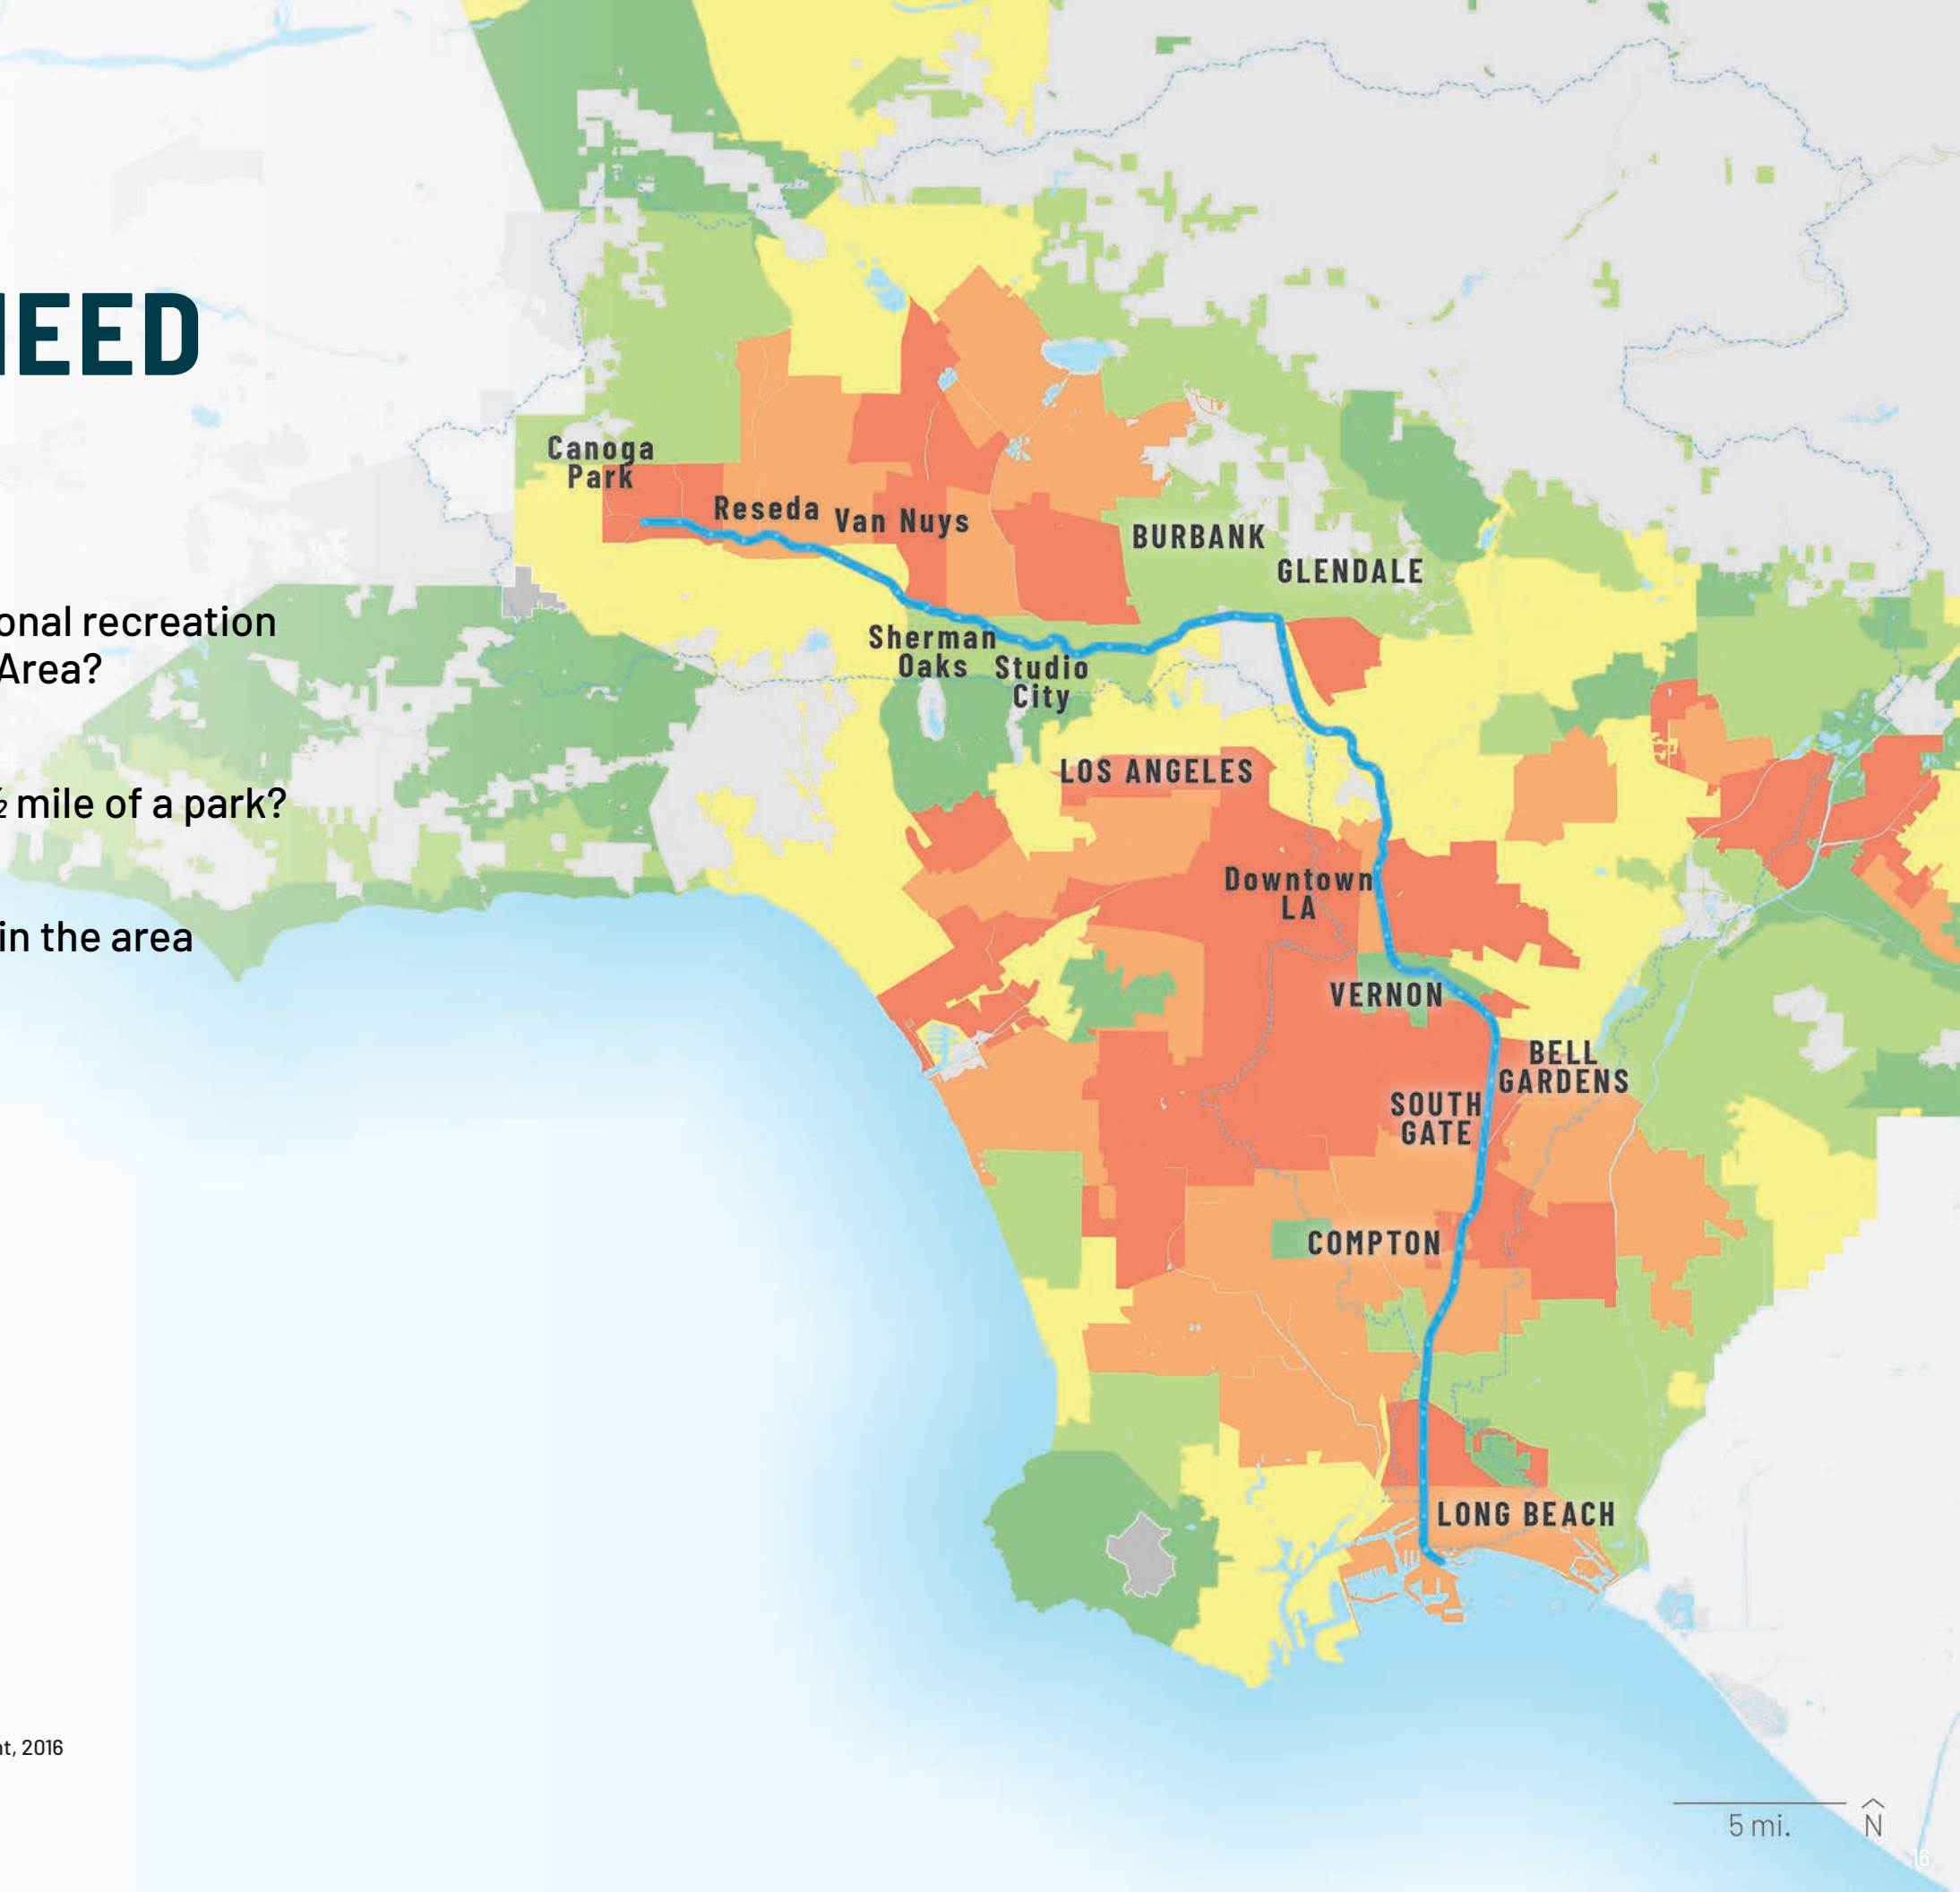 EED
onal recreation
Area?
½ mile of a park?
in the area
t, 2016
Canoga
Park
Reseda
Van Nuys
BURBANK
GLENDALE
Sherman
Oaks
Studio
City
LOS ANGELES
Downtown
LA
VERNON
BELL
GARDENS
SOUTH
GATE
COMPTON
LONG BEACH
5 mi.
N
16